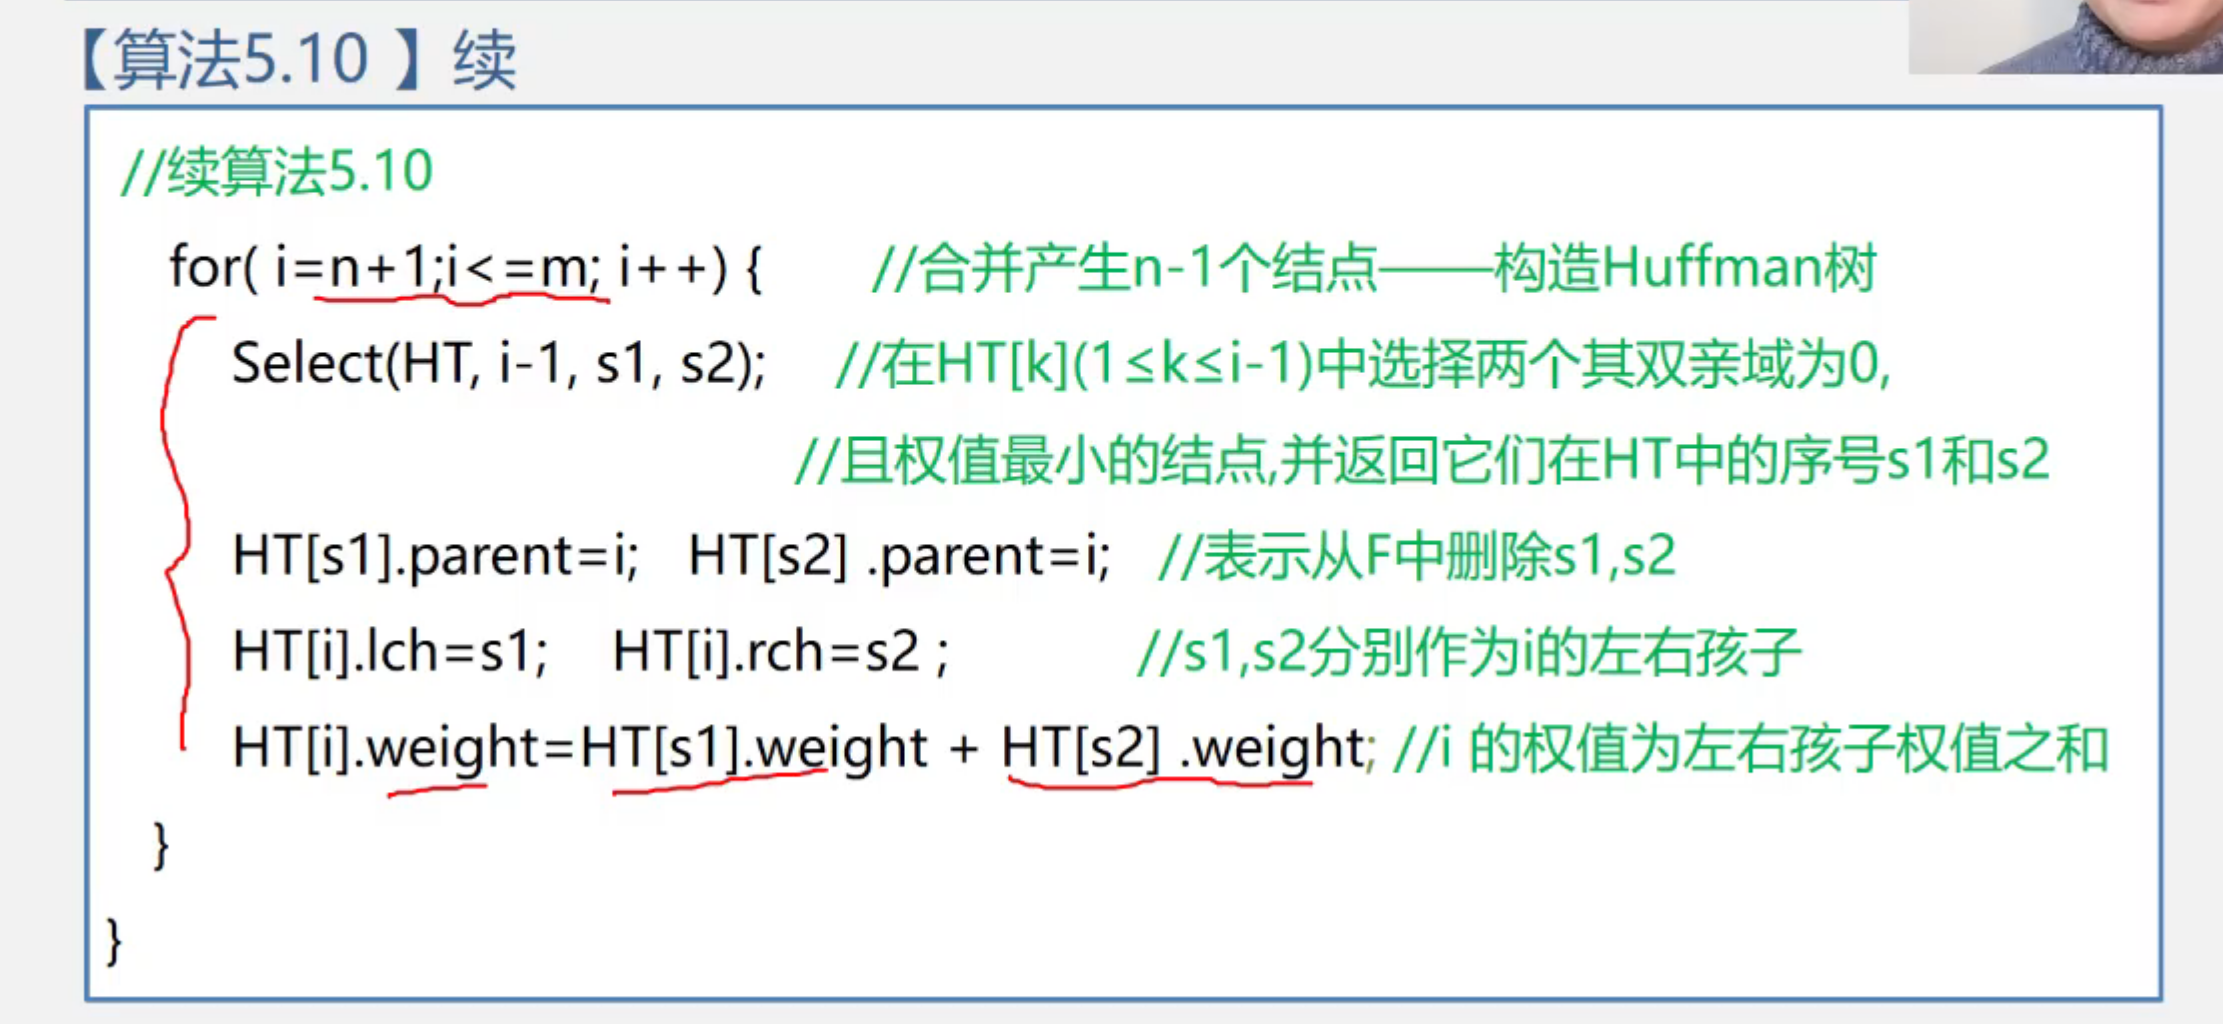 【算法5.10 】续
//续算法5.10
for( i=n+1;i<=m; i++) { //合并产生n-1个结点——构造Huffman树
Select(HT, i-1, s1, s2); //在HT[k](1≤k≤i-1)中选择两个其双亲域为0,
//且权值最小的结点,并返回它们在HT中的序号s1和s2
HT[s1].parent=i; HT[s2] .parent=i; //表示从F中删除s1,s2
HT[i].lch=s1; HT[i].rch=s2 ; //s1,s2分别作为i的左右孩子
HT[i].weight=HT[s1].weight + HT[s2] .weight; //i 的权值为左右孩子权值之和
}
}